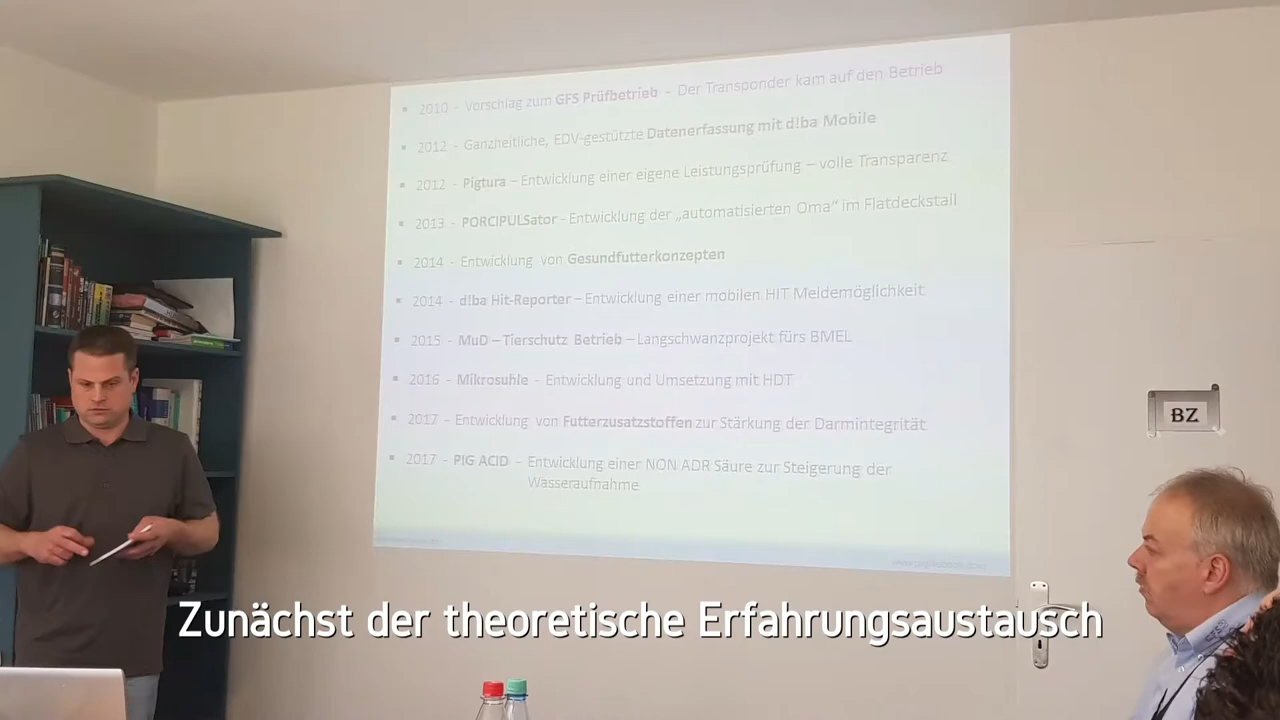 2010 - Vorschlag zum GFS Prüfbetrieb - Der Transponder kam auf den Betrieb
2012 - Ganzheitliche, EDV-gestützte Datenerfassung mit d!ba Mobile
2012 - Pigtura – Entwicklung einer eigene Leistungsprüfung – volle Transparenz
2013 - PORCIPULSator - Entwicklung der „automatisierten Oma“ im Flatdeckstall
2014 - Entwicklung von Gesundfutterkonzepten
2014 - d!ba Hit-Reporter – Entwicklung einer mobilen HIT Meldemöglichkeit
2015 - MuD – Tierschutz Betrieb – Langschwanzprojekt fürs BMEL
2016 - Mikrosuhle - Entwicklung und Umsetzung mit HDT
2017 - Entwicklung von Futterzusatzstoffen zur Stärkung der Darmintegrität
2017 - PIG ACID - Entwicklung einer NON ADR Säure zur Steigerung der
Wasseraufnahme
BZ
Zunächst der theoretische Erfahrungsaustausch